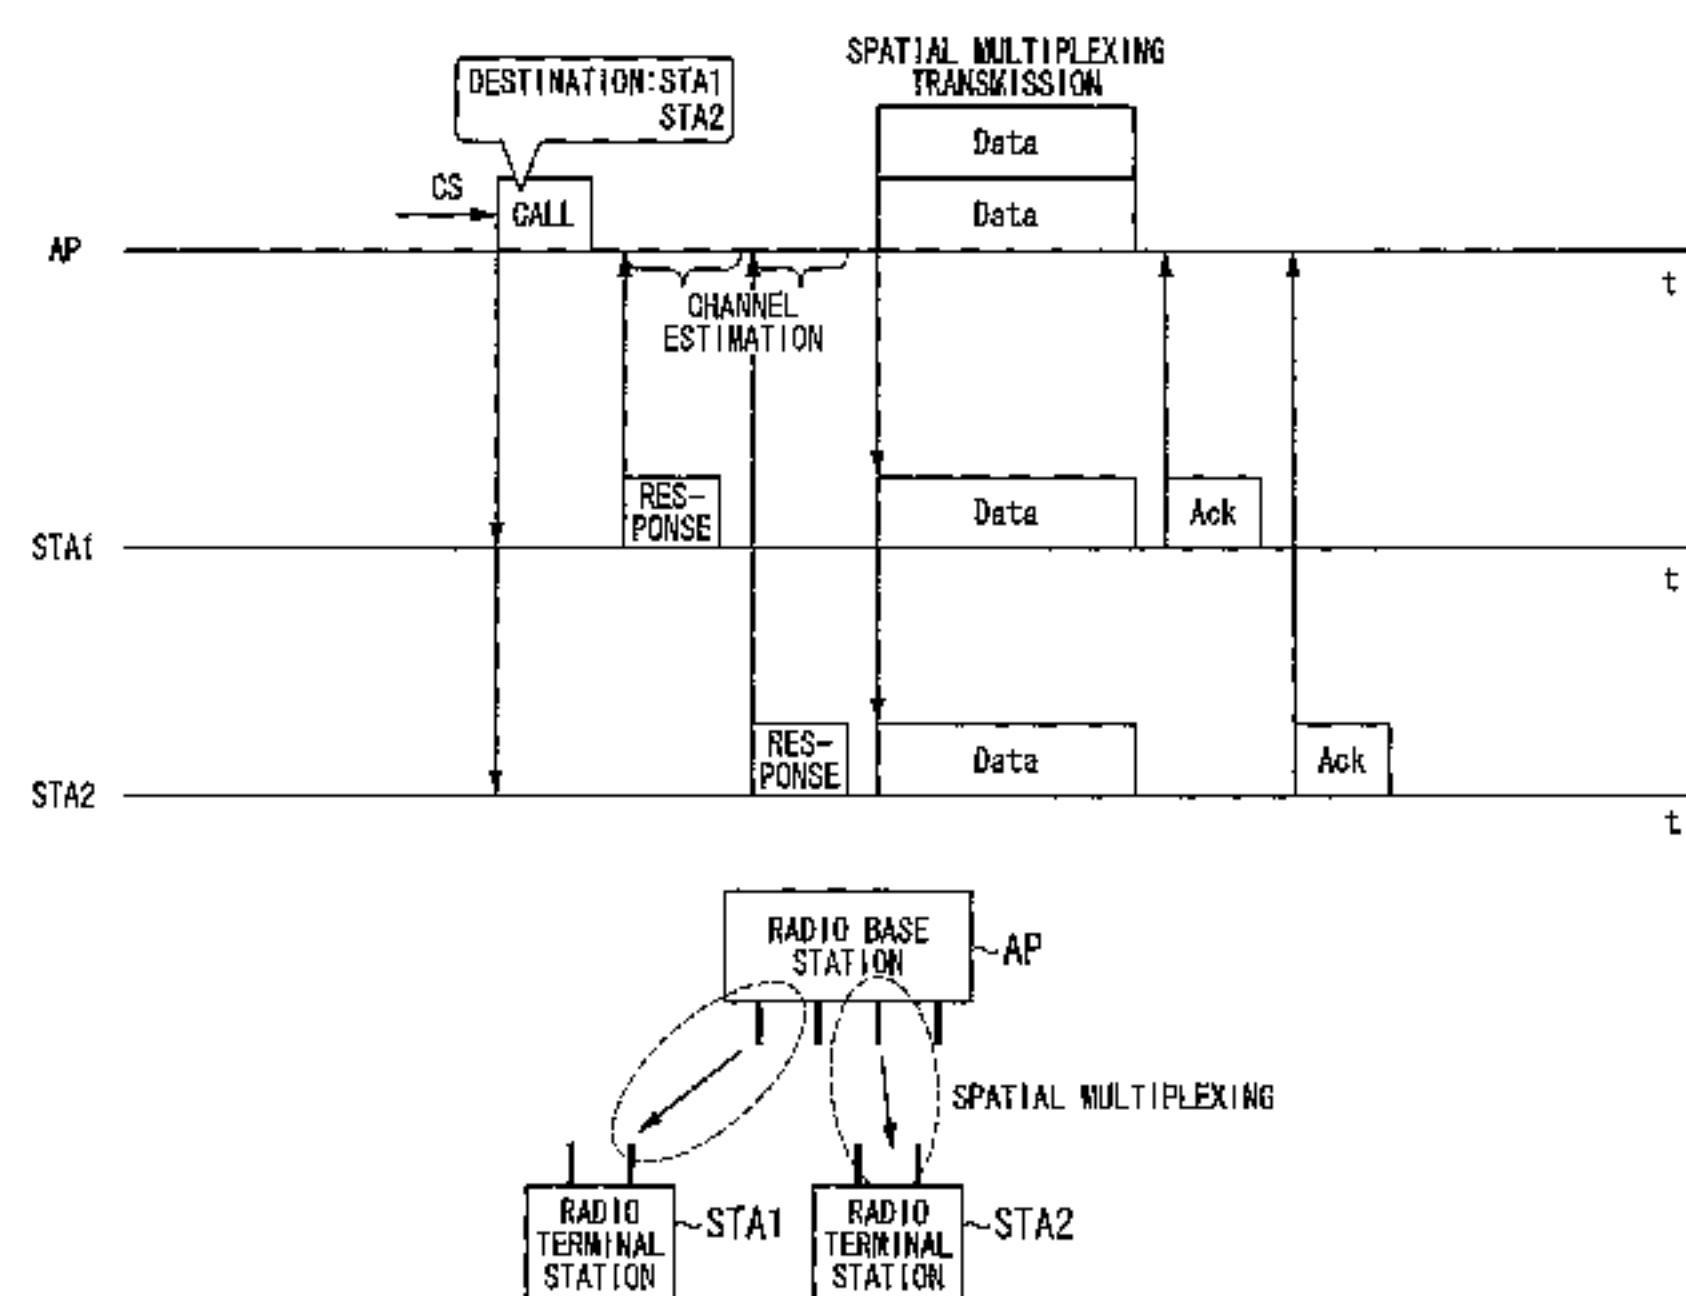 SPATIAL MULTIPLEXING
TRANSMISSION
DESTINATION:STA1
STA2
Data
CS
CALL
Data
AP
t
CHANNEL
ESTIMATION
RES-
PONSE
Data
Ack
STA1
t
RES-
PONSE
Data
Ack
STA2
t
RADIO BASE
STATION
AP
SPATIAL MULTIPLEXING
RADIO
TERMINAL
STATION
STA1
RADIO
TERMINAL
STATION
STA2